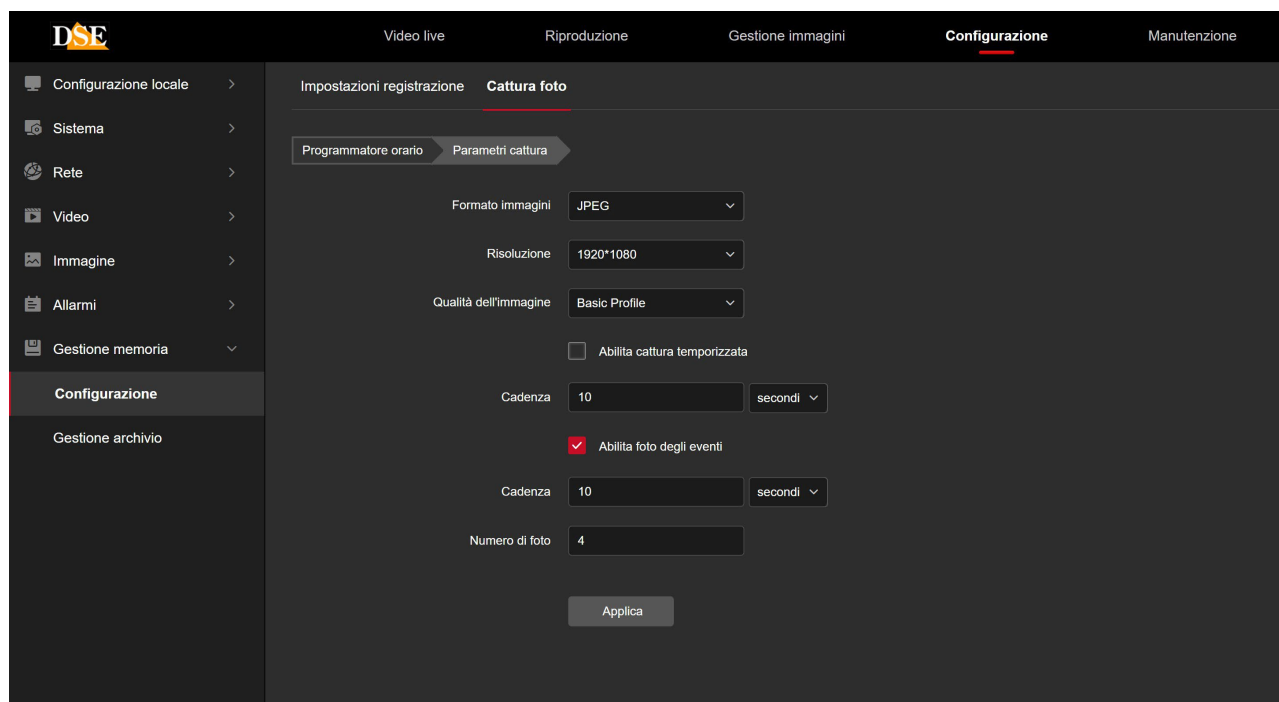 DSE
Video live
Riproduzione
Gestione immagini
Configurazione
Manutenzione
Configurazione locale
Sistema
Rete
Video
Immagine
Allarmi
Gestione memoria
Configurazione
Gestione archivio
Impostazioni registrazione
Cattura foto
Programmatore orario
Parametri cattura
Formato immagini JPEG
Risoluzione 1920*1080
Qualità dell'immagine Basic Profile
Abilita cattura temporizzata
Cadenza 10 secondi
Abilita foto degli eventi
Cadenza 10 secondi
Numero di foto 4
Applica